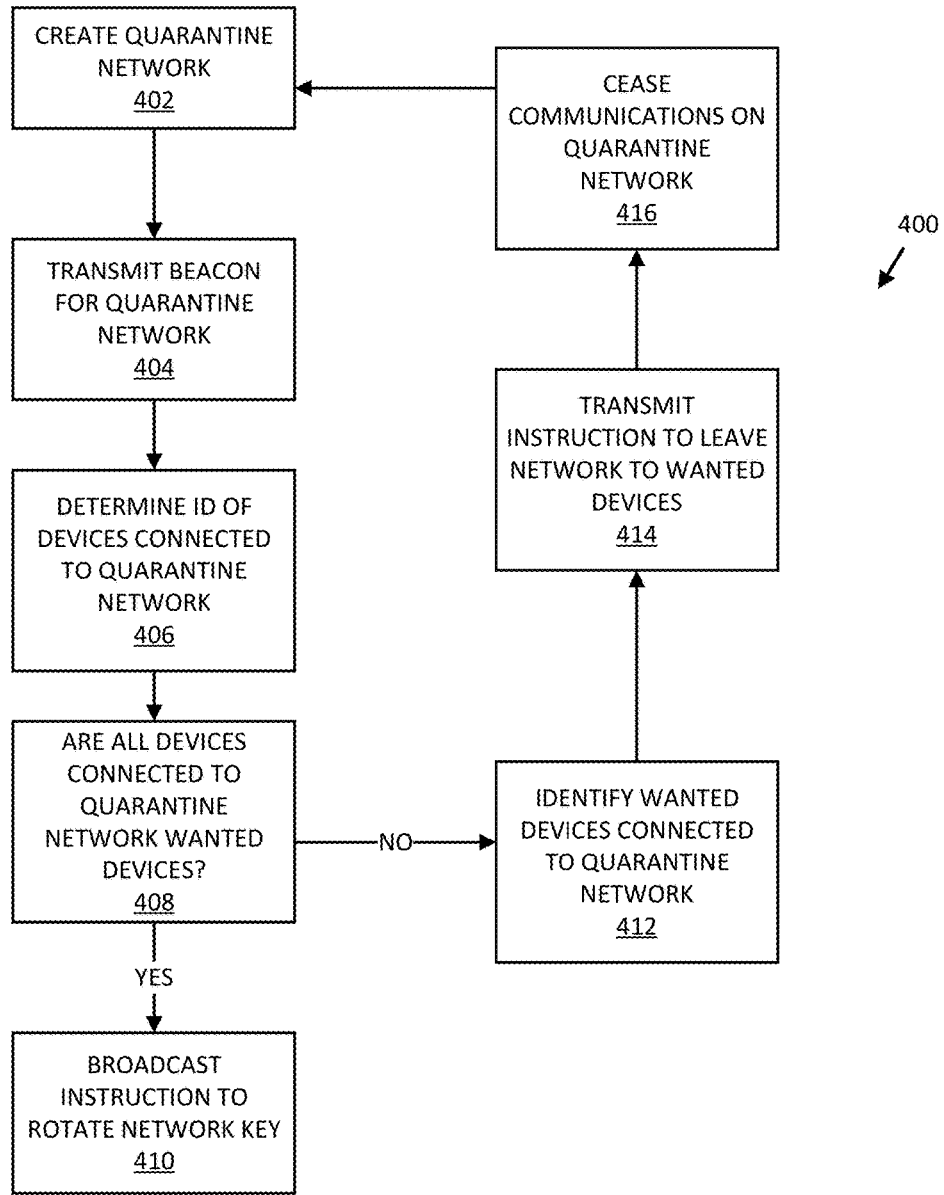 CREATE QUARANTINE
NETWORK
402
TRANSMIT BEACON
FOR QUARANTINE
NETWORK
404
DETERMINE ID OF
DEVICES CONNECTED
TO QUARANTINE
NETWORK
406
ARE ALL DEVICES
CONNECTED TO
QUARANTINE
NETWORK WANTED
DEVICES?
408
YES
BROADCAST
INSTRUCTION TO
ROTATE NETWORK KEY
410
NO
IDENTIFY WANTED
DEVICES CONNECTED
TO QUARANTINE
NETWORK
412
TRANSMIT
INSTRUCTION TO LEAVE
NETWORK TO WANTED
DEVICES
414
CEASE
COMMUNICATIONS ON
QUARANTINE
NETWORK
416
400